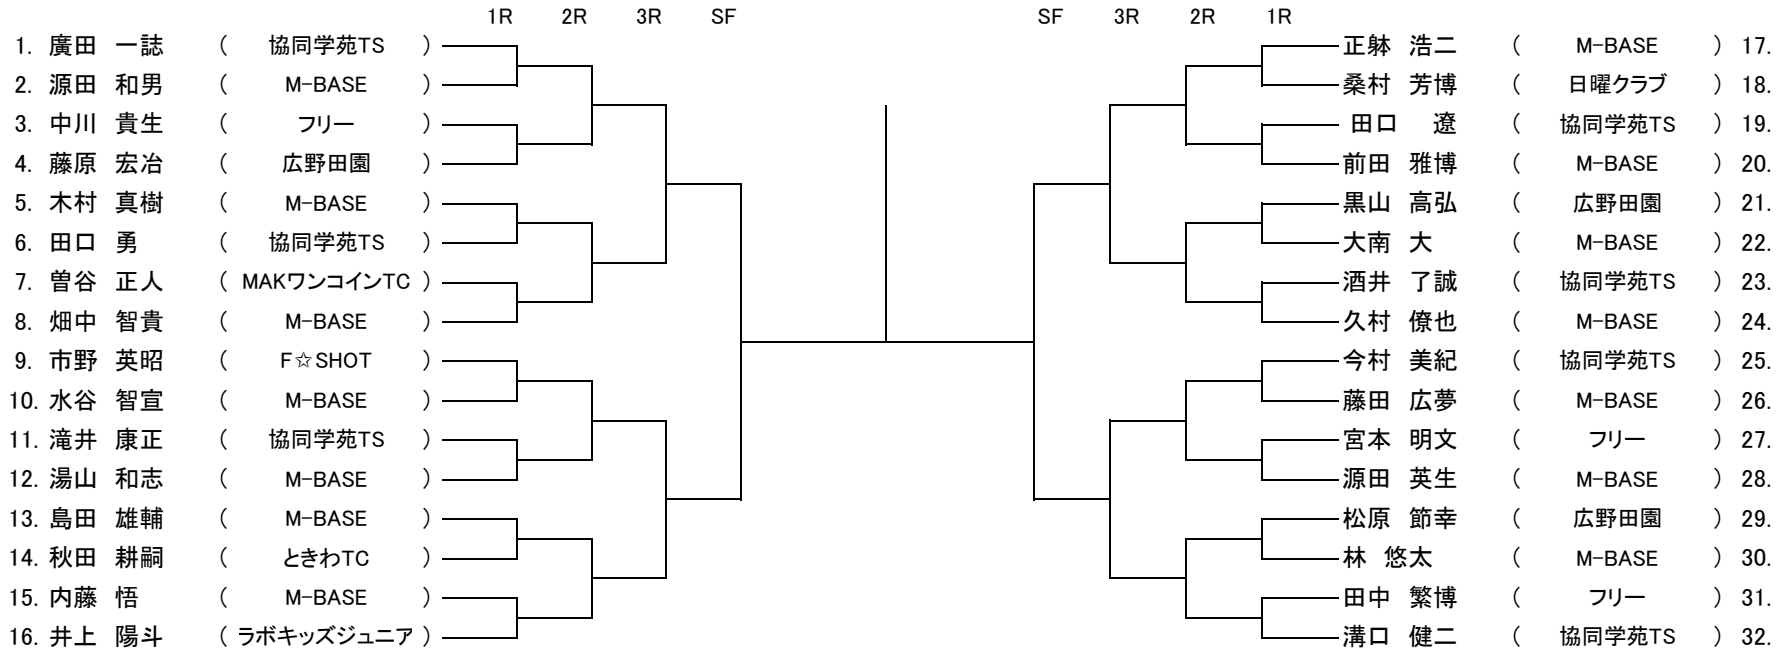 1R 2R 3R SF SF 3R 2R 1R
1. 廣田 一誌 ( 協同学苑TS ) 正躰 浩二 ( M-BASE ) 17.
2. 源田 和男 ( M-BASE ) 桑村 芳博 ( 日曜クラブ ) 18.
3. 中川 貴生 ( フリー ) 田口 遼 ( 協同学苑TS ) 19.
4. 藤原 宏冶 ( 広野田園 ) 前田 雅博 ( M-BASE ) 20.
5. 木村 真樹 ( M-BASE ) 黒山 高弘 ( 広野田園 ) 21.
6. 田口 勇 ( 協同学苑TS ) 大南 大 ( M-BASE ) 22.
7. 曽谷 正人 ( MAKワンコインTC ) 酒井 了誠 ( 協同学苑TS ) 23.
8. 畑中 智貴 ( M-BASE ) 久村 僚也 ( M-BASE ) 24.
9. 市野 英昭 ( F☆SHOT ) 今村 美紀 ( 協同学苑TS ) 25.
10. 水谷 智宣 ( M-BASE ) 藤田 広夢 ( M-BASE ) 26.
11. 滝井 康正 ( 協同学苑TS ) 宮本 明文 ( フリー ) 27.
12. 湯山 和志 ( M-BASE ) 源田 英生 ( M-BASE ) 28.
13. 島田 雄輔 ( M-BASE ) 松原 節幸 ( 広野田園 ) 29.
14. 秋田 耕嗣 ( ときわTC ) 林 悠太 ( M-BASE ) 30.
15. 内藤 悟 ( M-BASE ) 田中 繁博 ( フリー ) 31.
16. 井上 陽斗 ( ラボキッズジュニア ) 溝口 健二 ( 協同学苑TS ) 32.